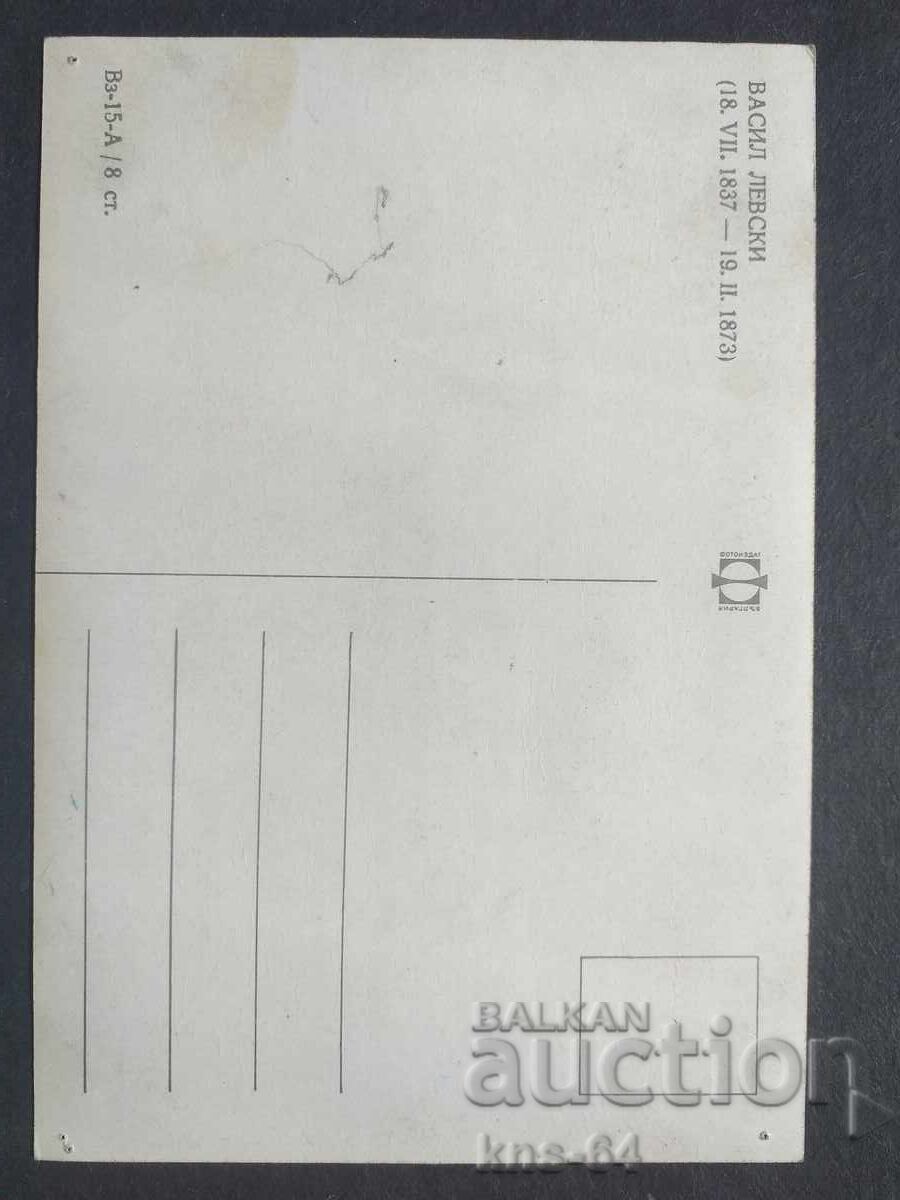 ВАСИЛ ЛЕВСКИ
(18. VII. 1837 — 19. II. 1873)
ФОТОИЗДАТ
БЪЛГАРИЯ
Вз-15-А / 8 ст.
BALKAN
auction
kns-64